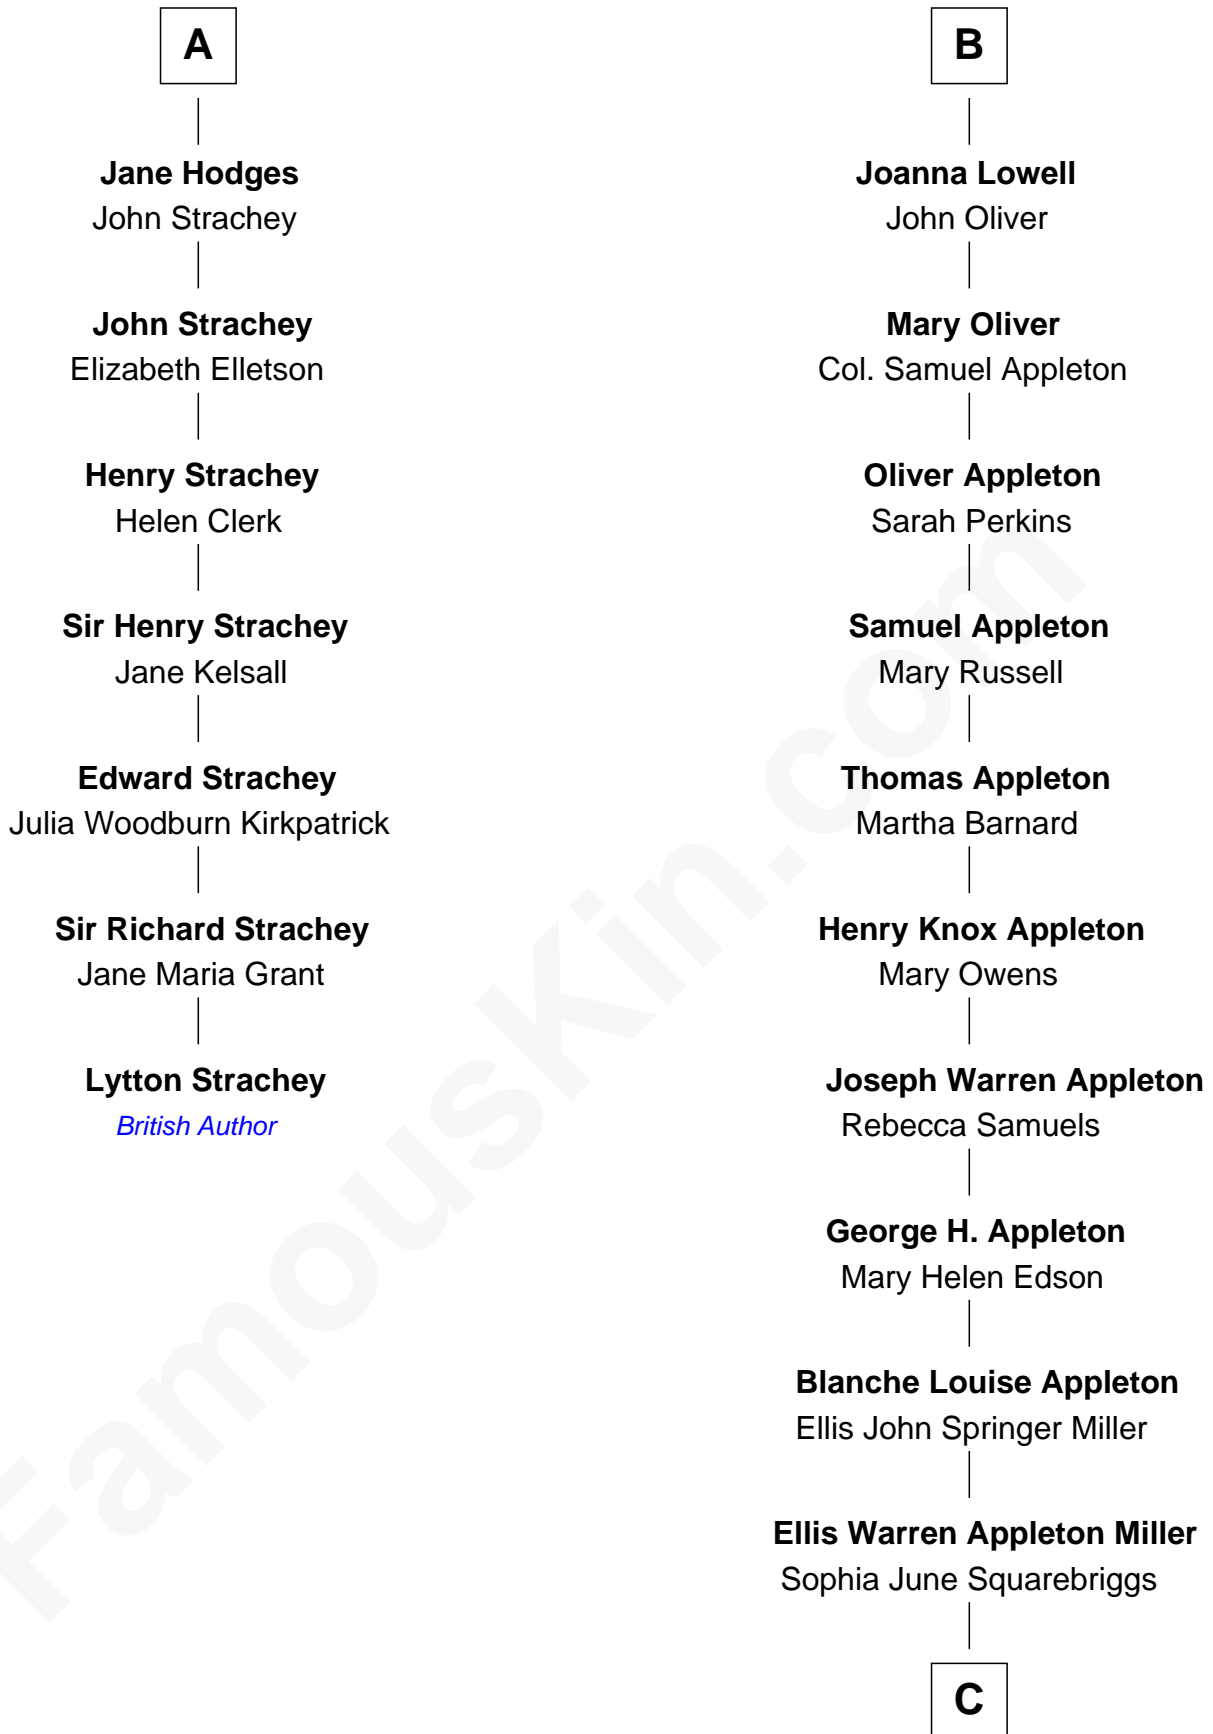 A
Jane Hodges
John Strachey
John Strachey
Elizabeth Elletson
Henry Strachey
Helen Clerk
Sir Henry Strachey
Jane Kelsall
Edward Strachey
Julia Woodburn Kirkpatrick
Sir Richard Strachey
Jane Maria Grant
Lytton Strachey
British Author
B
Joanna Lowell
John Oliver
Mary Oliver
Col. Samuel Appleton
Oliver Appleton
Sarah Perkins
Samuel Appleton
Mary Russell
Thomas Appleton
Martha Barnard
Henry Knox Appleton
Mary Owens
Joseph Warren Appleton
Rebecca Samuels
George H. Appleton
Mary Helen Edson
Blanche Louise Appleton
Ellis John Springer Miller
Ellis Warren Appleton Miller
Sophia June Squarebriggs
C
FamousKin.com